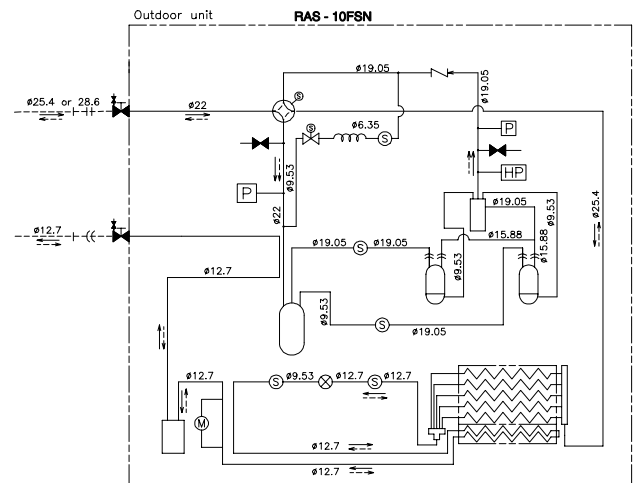 Outdoor unit
RAS - 10FSN
ø19.05
ø19.05
S
ø25.4 or 28.6
ø22
ø6.35
S
S
P
HP
ø9.53
P
ø22
ø19.05
ø9.53
ø25.4
ø12.7
ø15.88
ø15.88
ø19.05
S
ø19.05
ø9.53
ø12.7
ø9.53
S
ø19.05
ø12.7
S
ø9.53
ø12.7
S
ø12.7
M
ø12.7
ø12.7